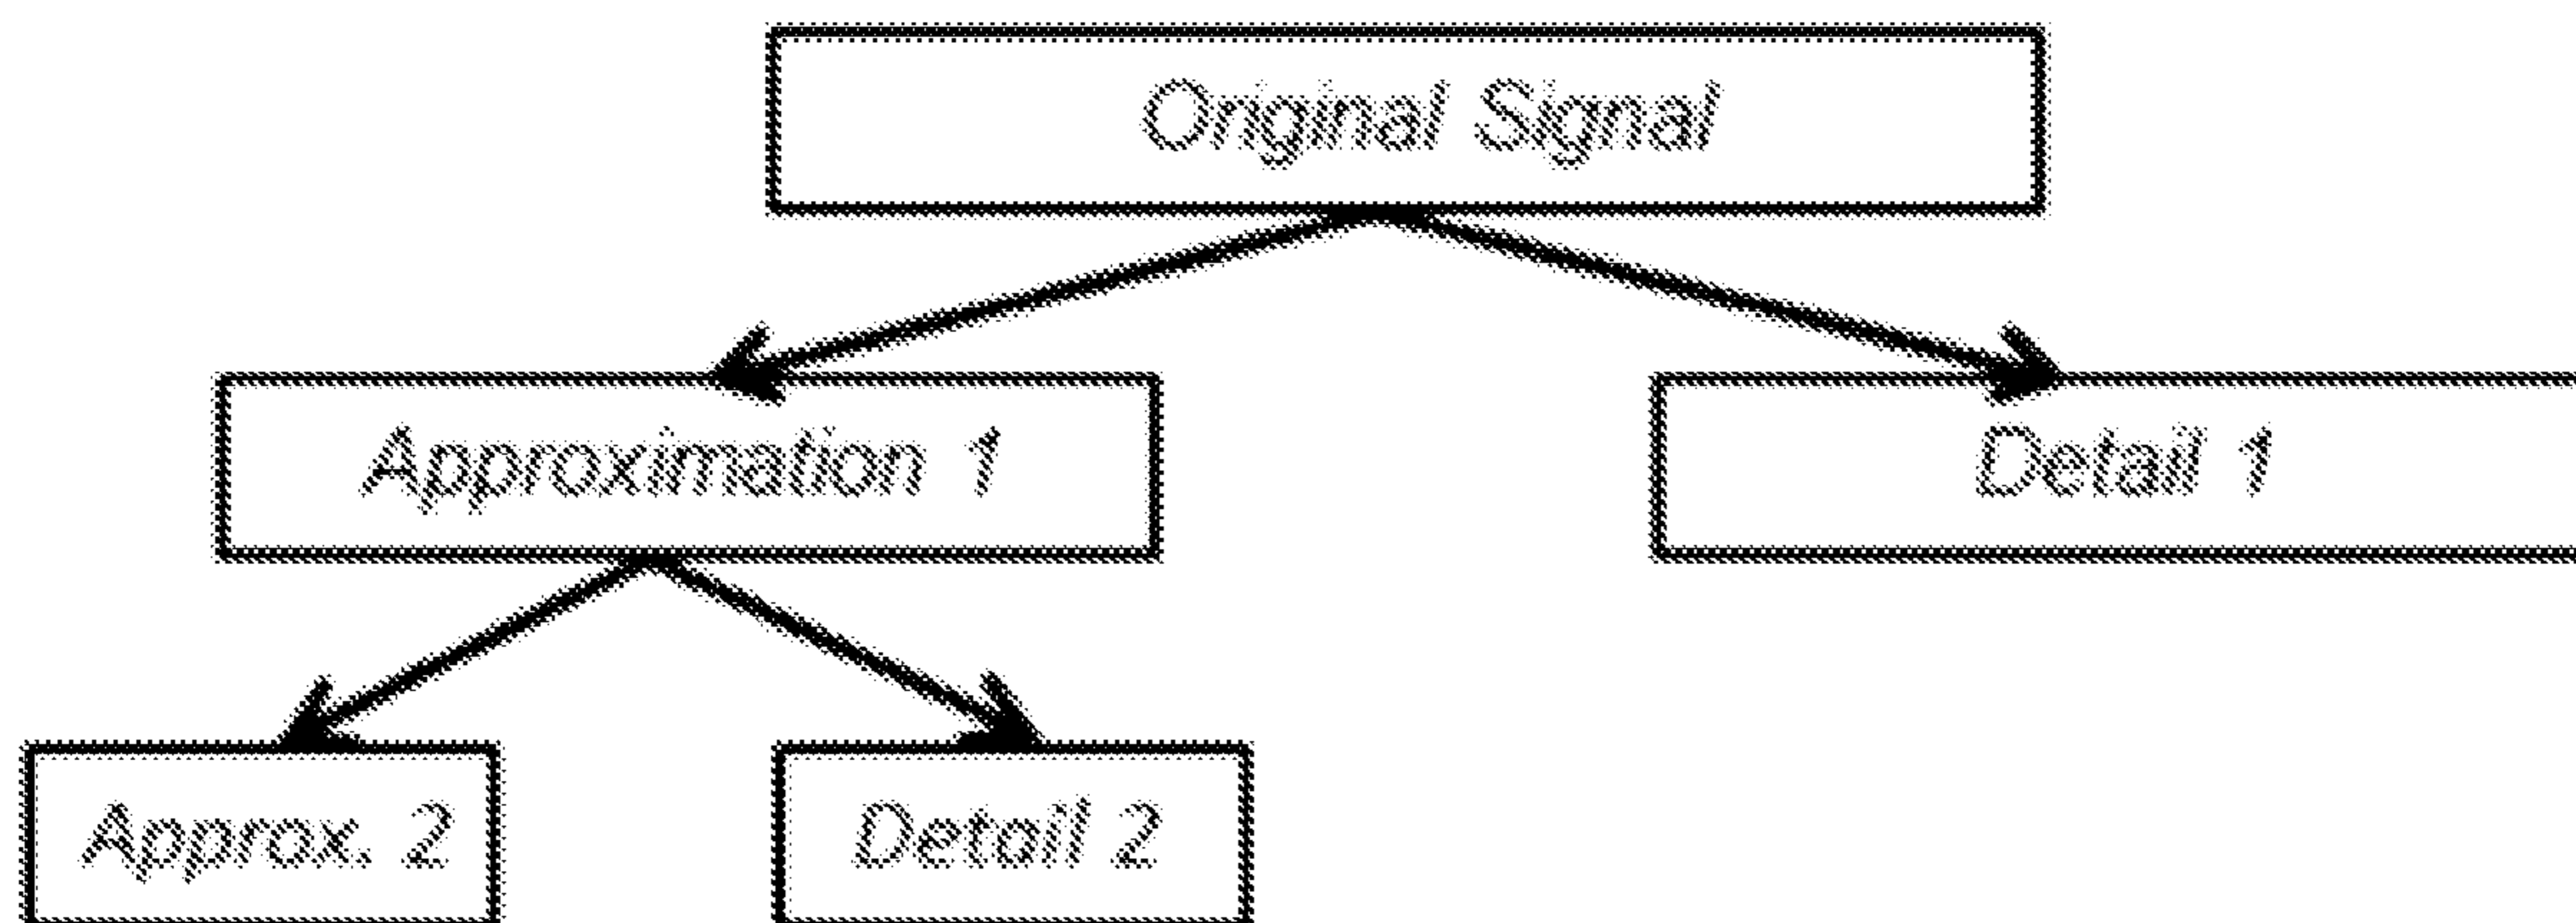 Original Signal
Approximation 1
Detail 1
Approx. 2
Detail 2